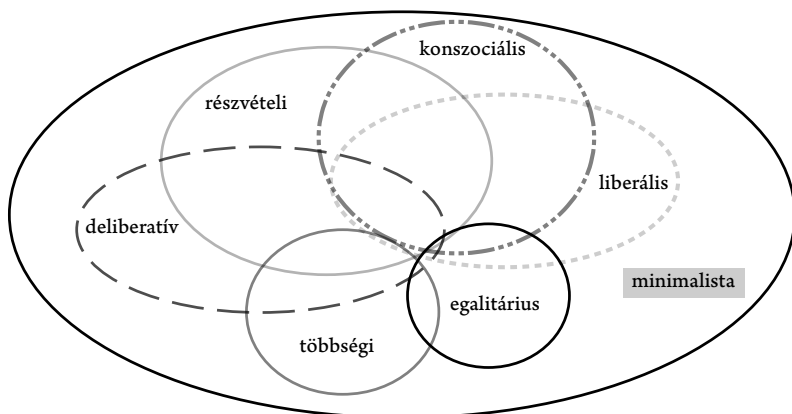 konszociális
részvételi
liberális
deliberatív
minimalista
egalitárius
többségi